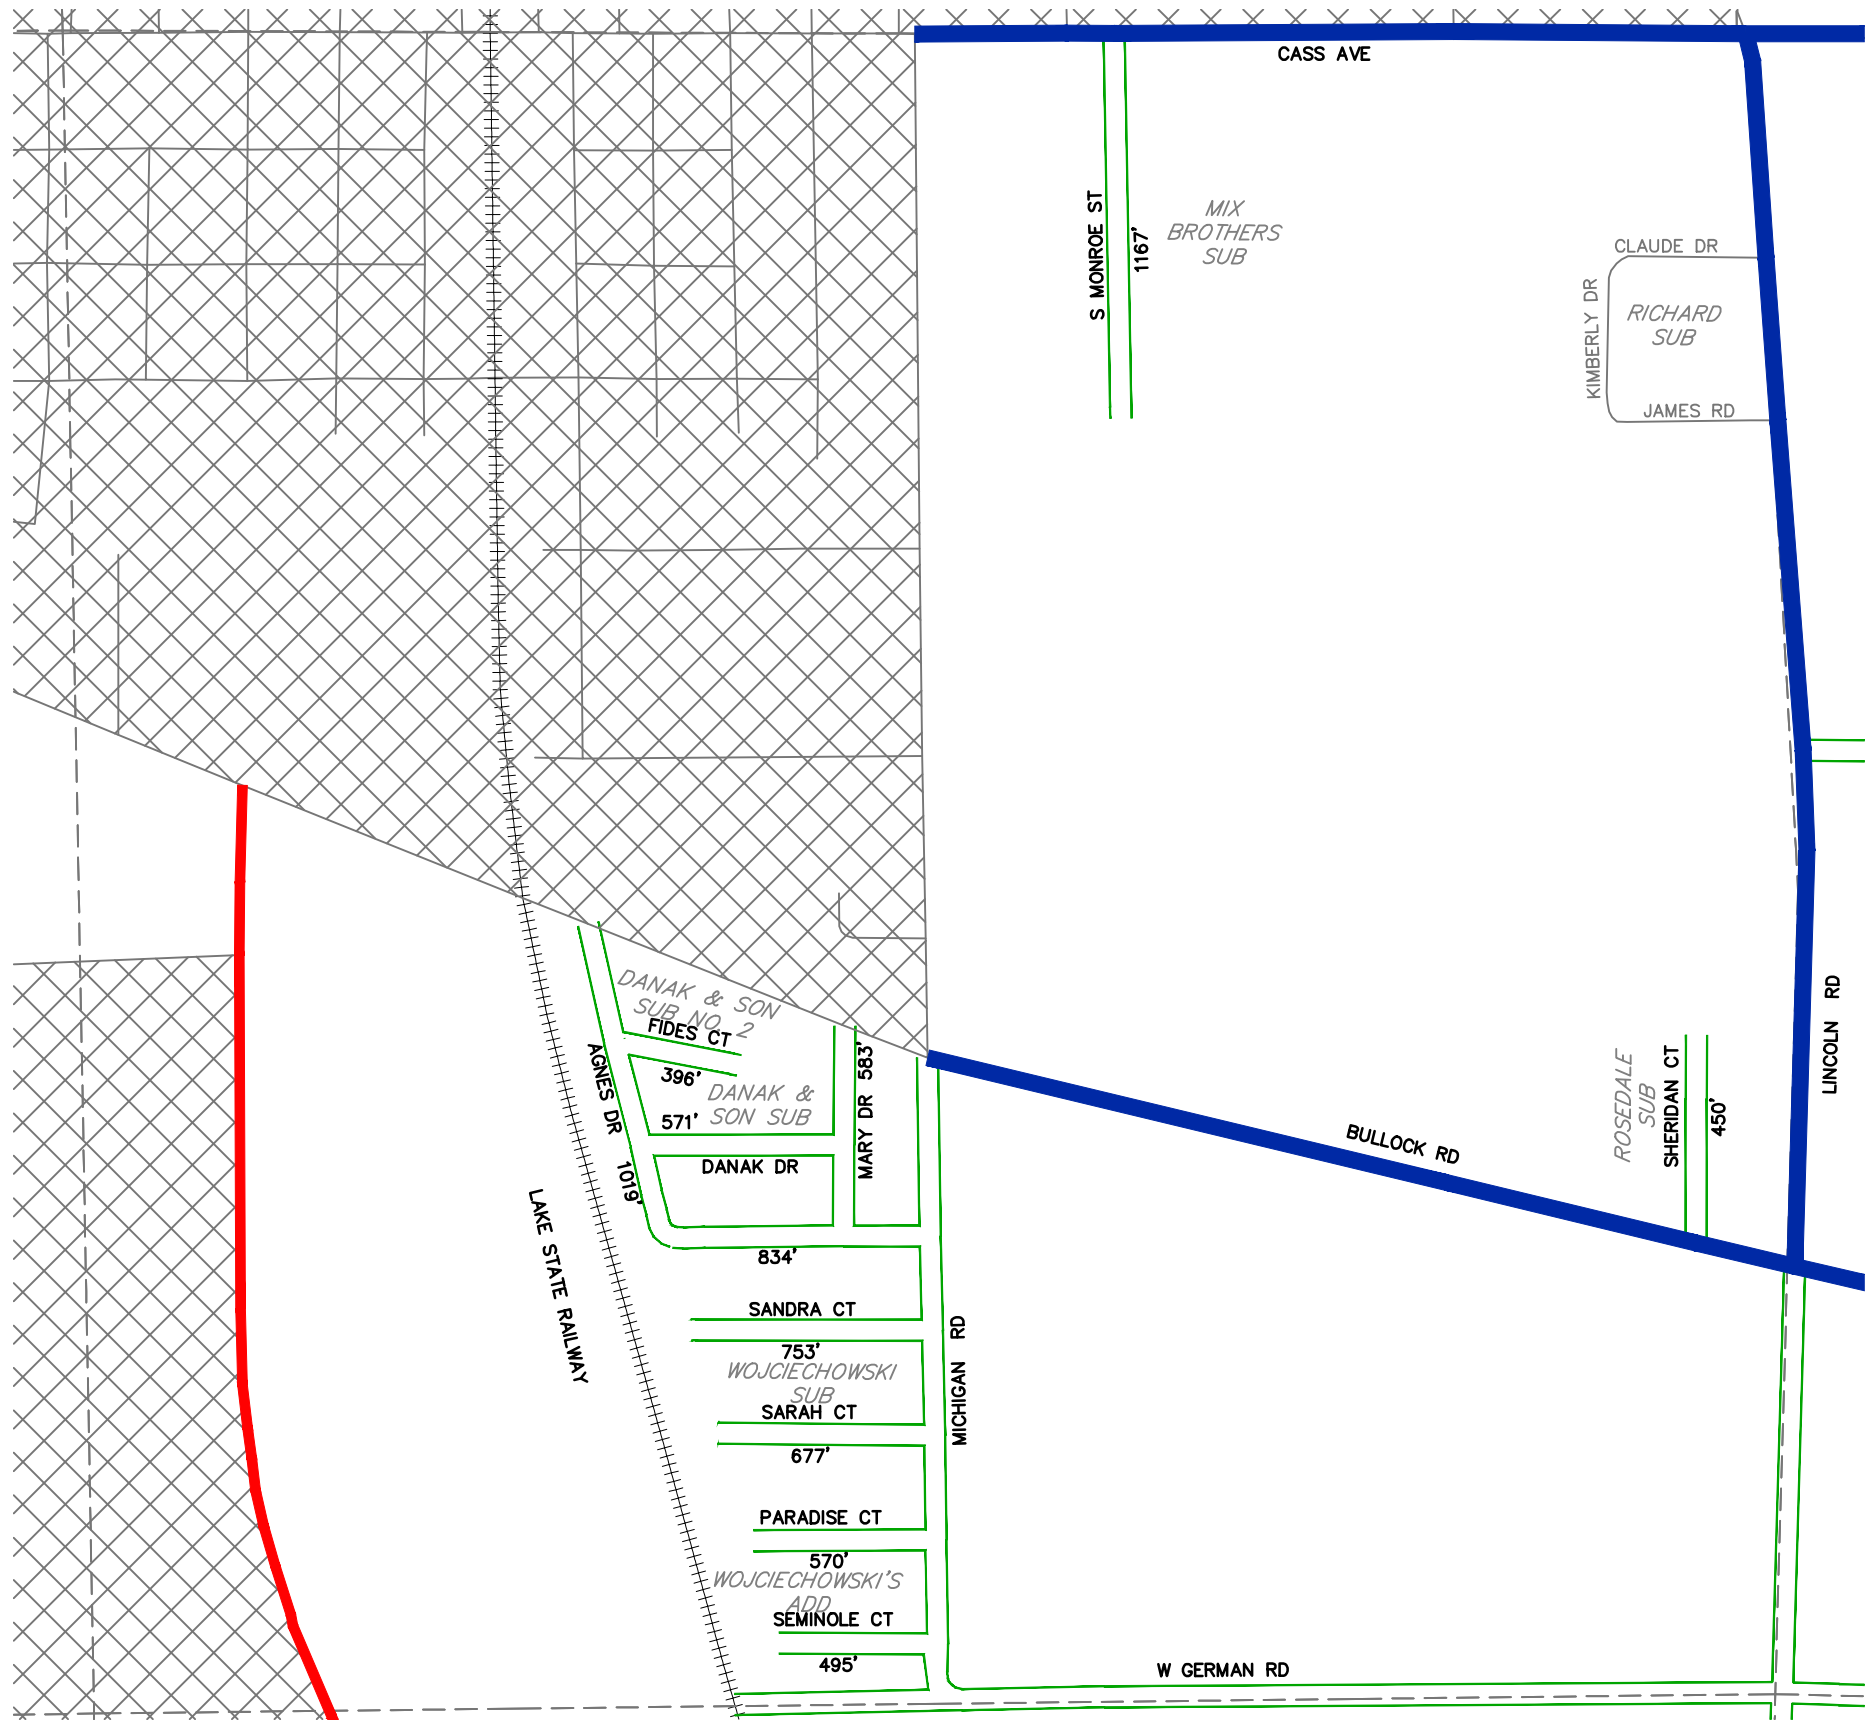 CASS AVE
S MONROE ST
1167'
MIX
BROTHERS
SUB
CLAUDE DR
KIMBERLY DR
RICHARD
SUB
JAMES RD
LINCOLN RD
DANAK & SON
SUB NO. 2
FIDES CT
396'
AGNES DR 1019'
DANAK &
SON SUB
571'
DANAK DR
MARY DR 583'
834'
BULLOCK RD
ROSEDALE
SUB
SHERIDAN CT
450'
LAKE STATE RAILWAY
SANDRA CT
753'
WOJCIECHOWSKI
SUB
SARAH CT
677'
MICHIGAN RD
PARADISE CT
570'
WOJCIECHOWSKI'S
ADD
SEMINOLE CT
495'
W GERMAN RD